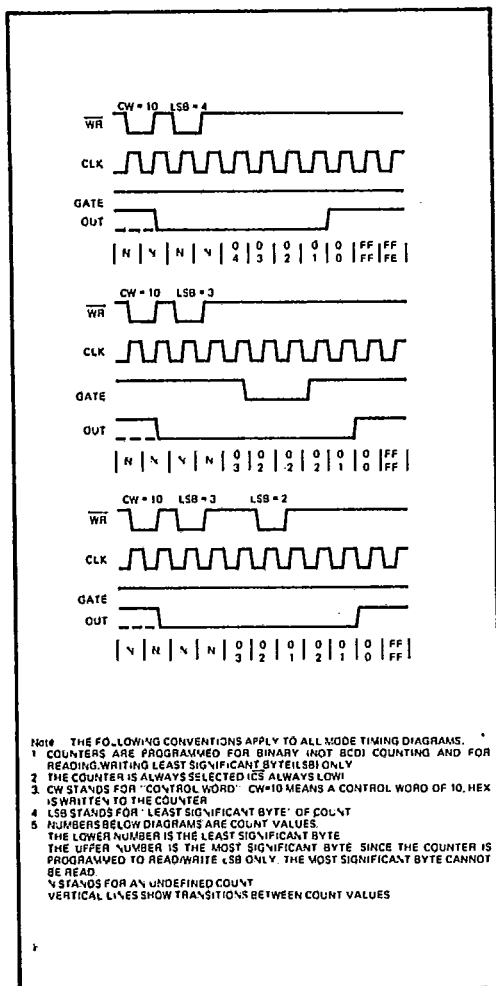 CW = 10 LSB = 4
WR
CLK
GATE
OUT
N N N N 0 0 0 0 0 FF FF
4 3 2 1 0 FF FE
CW = 10 LSB = 3
WR
CLK
GATE
OUT
N N N N 0 0 0 0 0 0 FF
3 2 2 2 1 0 FF
CW = 10 LSB = 3 LSB = 2
WR
CLK
GATE
OUT
N N N N 0 0 0 0 0 0 FF
3 2 1 2 1 0 FF
Note THE FOLLOWING CONVENTIONS APPLY TO ALL MODE TIMING DIAGRAMS.
1 COUNTERS ARE PROGRAMMED FOR BINARY (NOT BCD) COUNTING AND FOR
READING/WRITING LEAST SIGNIFICANT BYTE (LSB) ONLY
2 THE COUNTER IS ALWAYS SELECTED (CS ALWAYS LOW)
3. CW STANDS FOR "CONTROL WORD" CW=10 MEANS A CONTROL WORD OF 10, HEX
IS WRITTEN TO THE COUNTER
4 LSB STANDS FOR "LEAST SIGNIFICANT BYTE" OF COUNT
5 NUMBERS BELOW DIAGRAMS ARE COUNT VALUES.
THE LOWER NUMBER IS THE LEAST SIGNIFICANT BYTE
THE UPPER NUMBER IS THE MOST SIGNIFICANT BYTE SINCE THE COUNTER IS
PROGRAMMED TO READ/WRITE LSB ONLY. THE MOST SIGNIFICANT BYTE CANNOT
BE READ.
N STANDS FOR AN UNDEFINED COUNT
VERTICAL LINES SHOW TRANSITIONS BETWEEN COUNT VALUES